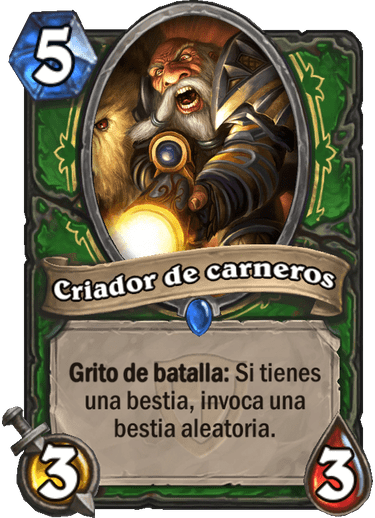 5
Criador de carneros
Grito de batalla: Si tienes
una bestia, invoca una
bestia aleatoria.
3
3